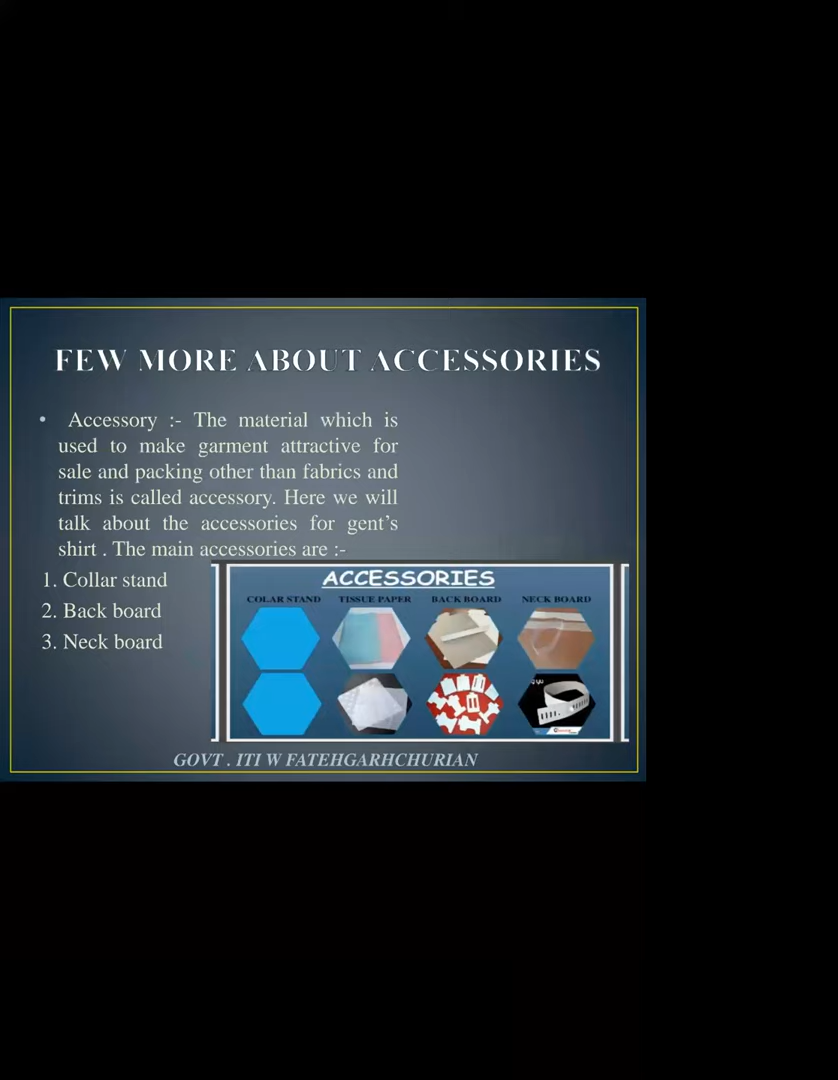 FEW MORE ABOUT ACCESSORIES
• Accessory :- The material which is
used to make garment attractive for
sale and packing other than fabrics and
trims is called accessory. Here we will
talk about the accessories for gent's
shirt . The main accessories are :-
1. Collar stand
2. Back board
3. Neck board
ACCESSORIES
COLAR STAND TISSUE PAPER BACK BOARD NECK BOARD
GOVT . ITI W FATEHGARHCHURIAN